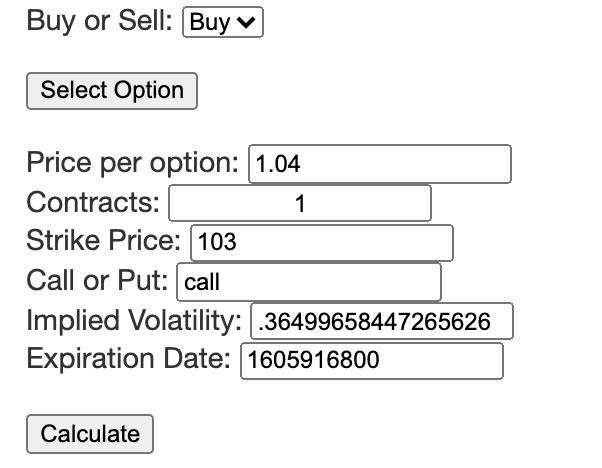 Buy or Sell: Buy
Select Option
Price per option: 1.04
Contracts: 1
Strike Price: 103
Call or Put: call
Implied Volatility: .36499658447265626
Expiration Date: 1605916800
Calculate